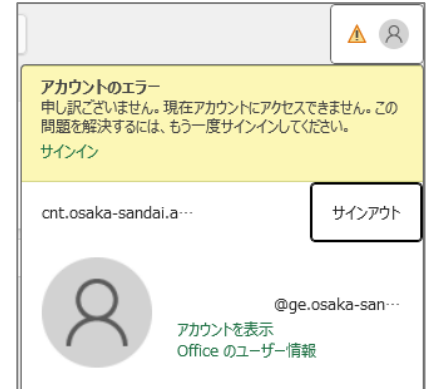 アカウントのエラー
申し訳ございません。現在アカウントにアクセスできません。この
問題を解決するには、もう一度サインインしてください。
サインイン
cnt.osaka-sandai.a…
サインアウト
@ge.osaka-san…
アカウントを表示
Office のユーザー情報